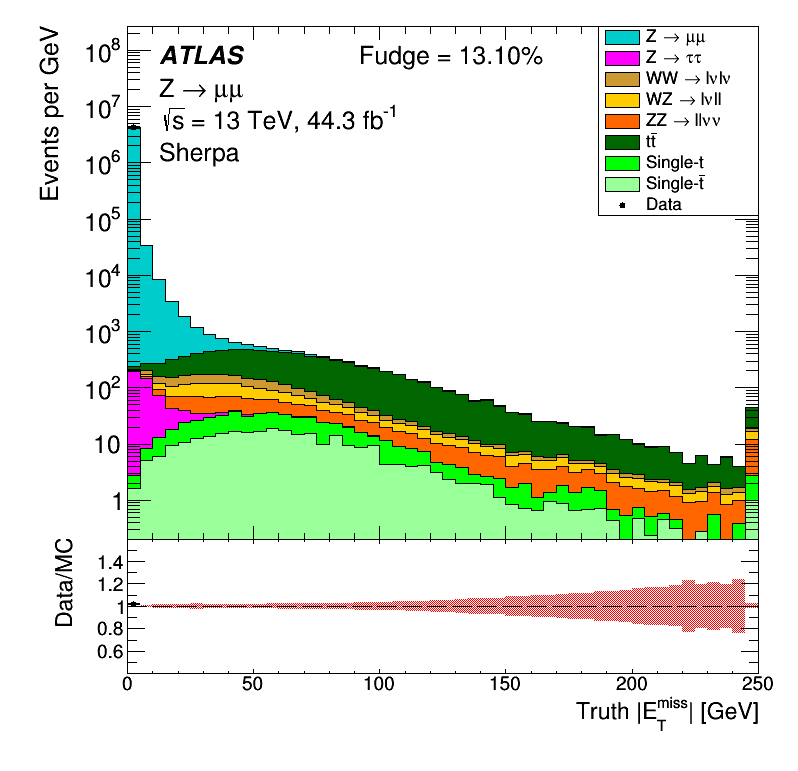 ATLAS Fudge = 13.10%
Z → μμ
√s = 13 TeV, 44.3 fb⁻¹
Sherpa
Z → μμ
Z → ττ
WW → lνlν
WZ → lνll
ZZ → llνν
tt̄
Single-t
Single-t̄
Data
Events per GeV
10⁸
10⁷
10⁶
10⁵
10⁴
10³
10²
10
1
Data/MC
1.4
1.2
1
0.8
0.6
0 50 100 150 200 250
Truth |E_T^miss| [GeV]